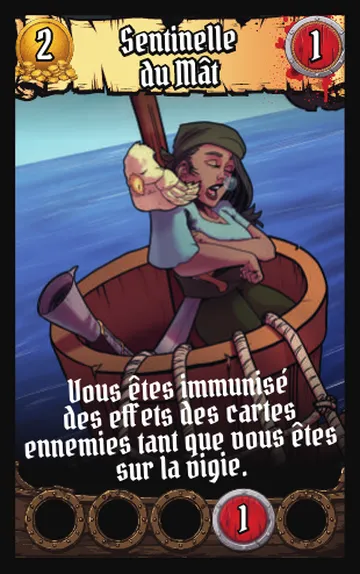 2
Sentinelle
du Mât
1
Vous êtes immunisé
des effets des cartes
ennemies tant que vous êtes
sur la vigie.
1